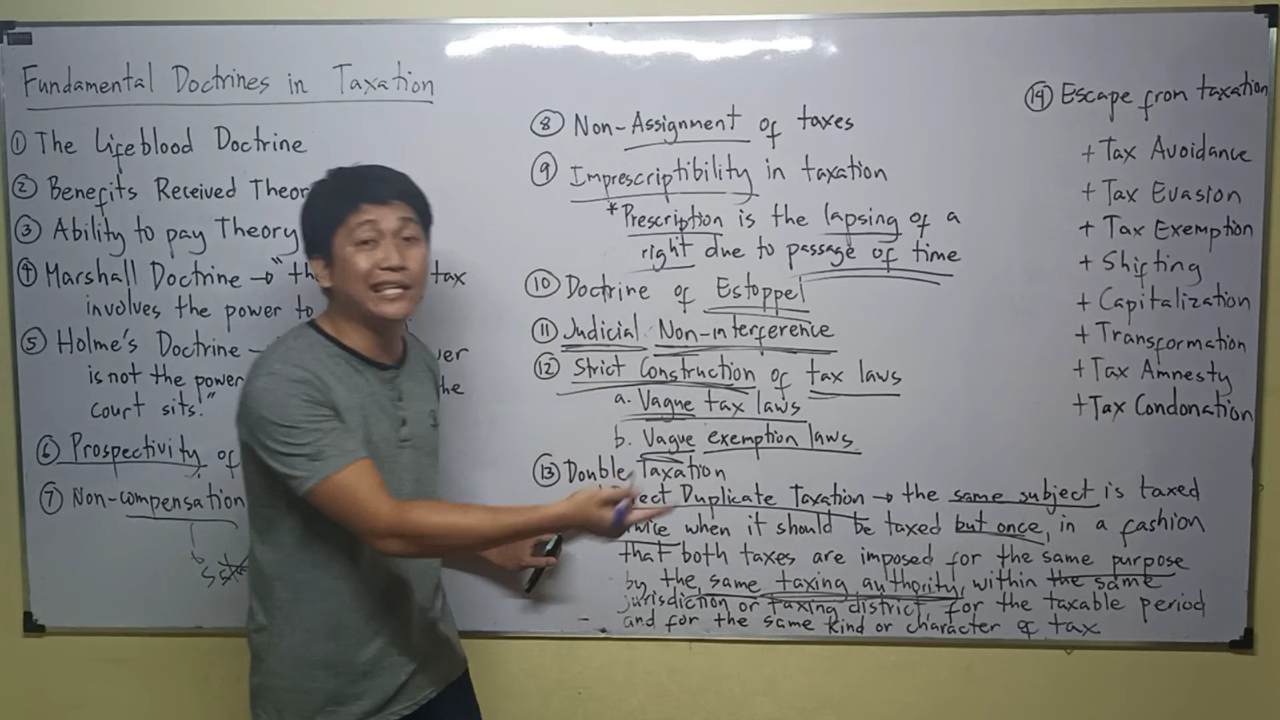 Fundamental Doctrines in Taxation
① The Lifeblood Doctrine
② Benefits Received Theor
③ Ability to pay Theory
④ Marshall Doctrine → "th tax
involves the power to
⑤ Holme's Doctrine → wer
is not the power the
court sits."
⑥ Prospectivity of
⑦ Non-compensation
⑧ Non-Assignment of taxes
⑨ Imprescriptibility in taxation
*Prescription is the lapsing of a
right due to passage of time
⑩ Doctrine of Estoppel
⑪ Judicial Non-interference
⑫ Strict Construction of tax laws
a. Vague tax laws
b. Vague exemption laws
⑬ Double Taxation
ect Duplicate Taxation → the same subject is taxed
twice when it should be taxed but once, in a fashion
that both taxes are imposed for the same purpose
by the same taxing authority, within the same
jurisdiction or taxing district, for the taxable period
and for the same kind or character of tax
⑭ Escape from taxation
+ Tax Avoidance
+ Tax Evasion
+ Tax Exemption
+ Shifting
+ Capitalization
+ Transformation
+ Tax Amnesty
+ Tax Condonation